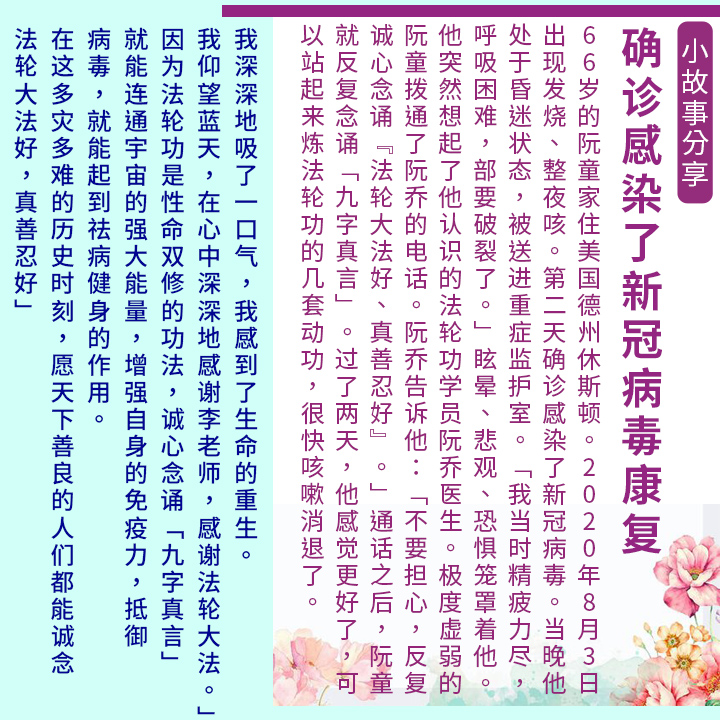 小故事分享
确诊感染了新冠病毒康复
66岁的阮童家住美国德州休斯顿。2020年8月3日
出现发烧、整夜咳。第二天确诊感染了新冠病毒。当晚他
处于昏迷状态，被送进重症监护室。「我当时精疲力尽，
呼吸困难，部要破裂了。」眩晕、悲观、恐惧笼罩着他。
他突然想起了他认识的法轮功学员阮乔医生。极度虚弱的
阮童拨通了阮乔的电话。阮乔告诉他：「不要担心，反复
诚心念诵『法轮大法好、真善忍好』。」通话之后，阮童
就反复念诵「九字真言」。过了两天，他感觉更好了，可
以站起来炼法轮功的几套动功，很快咳嗽消退了。
我深深地吸了一口气，我感到了生命的重生。
我仰望蓝天，在心中深深地感谢李老师，感谢法轮大法。」
因为法轮功是性命双修的功法，诚心念诵「九字真言」
就能连通宇宙的强大能量，增强自身的免疫力，抵御
病毒，就能起到祛病健身的作用。
在这多灾多难的历史时刻，愿天下善良的人们都能诚念
法轮大法好，真善忍好」